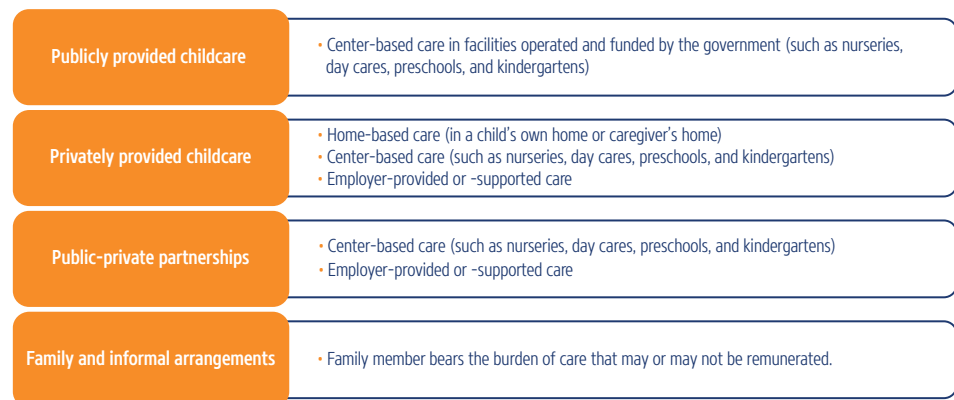 Publicly provided childcare
• Center-based care in facilities operated and funded by the government (such as nurseries,
day cares, preschools, and kindergartens)
Privately provided childcare
• Home-based care (in a child's own home or caregiver's home)
• Center-based care (such as nurseries, day cares, preschools, and kindergartens)
• Employer-provided or -supported care
Public-private partnerships
• Center-based care (such as nurseries, day cares, preschools, and kindergartens)
• Employer-provided or -supported care
Family and informal arrangements
• Family member bears the burden of care that may or may not be remunerated.